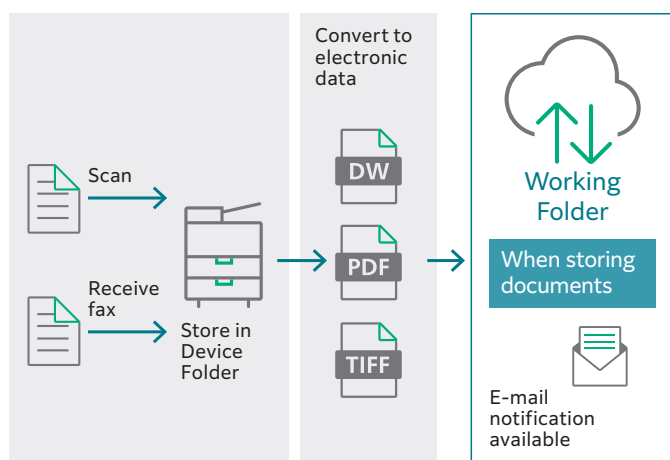 Scan
Receive
fax
Store in
Device
Folder
Convert to
electronic
data
DW
PDF
TIFF
Working
Folder
When storing
documents
E-mail
notification
available